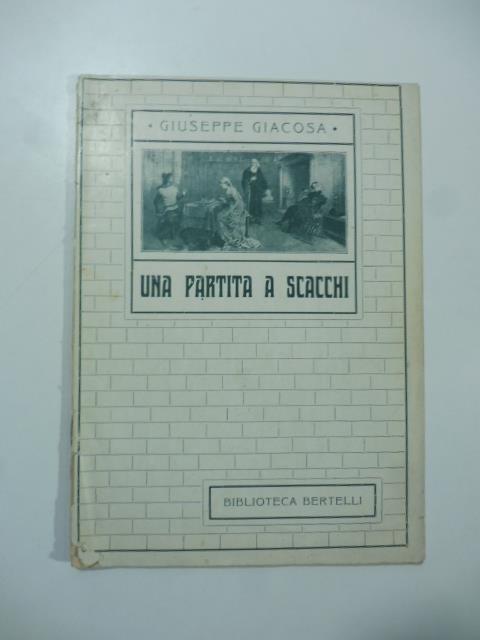 · GIUSEPPE GIACOSA ·
UNA PARTITA A SCACCHI
BIBLIOTECA BERTELLI